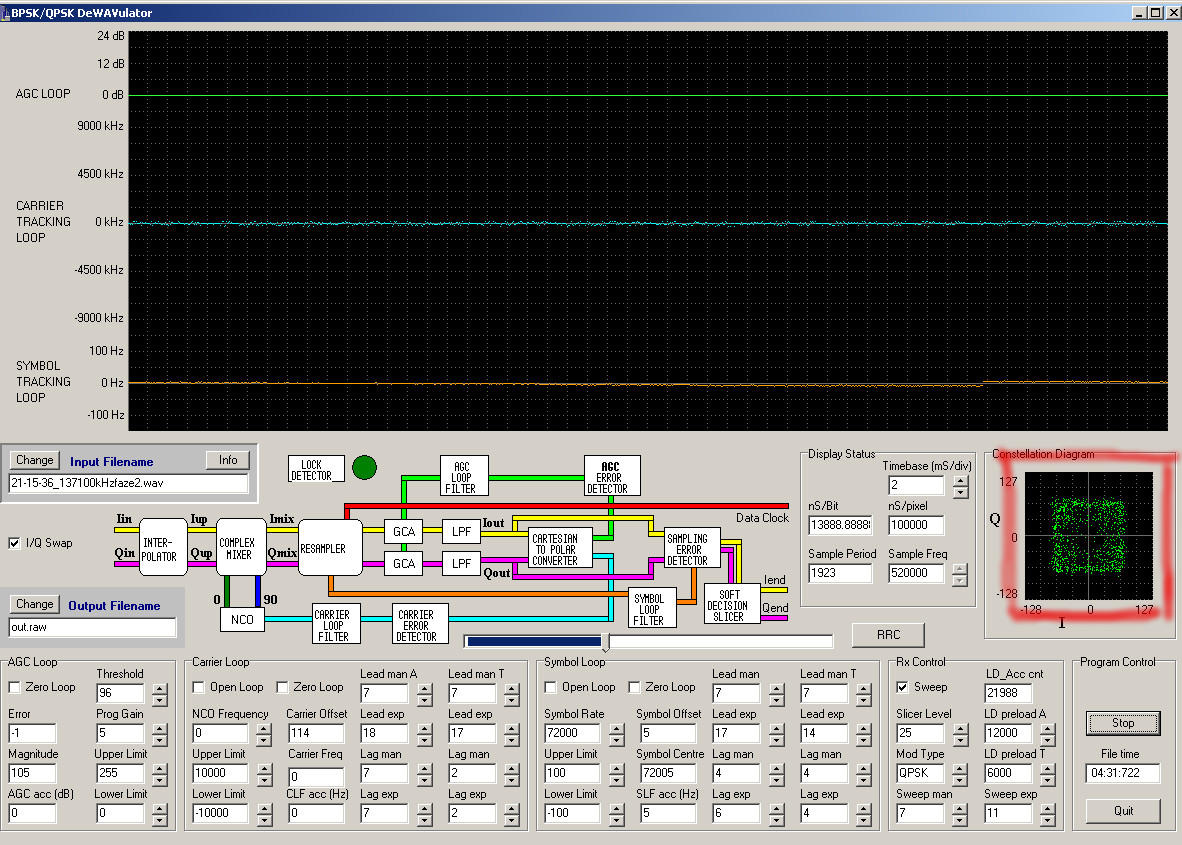 BPSK/QPSK DeWAVulator
24 dB
12 dB
AGC LOOP
0 dB
9000 kHz
4500 kHz
CARRIER
TRACKING
LOOP
0 kHz
-4500 kHz
-9000 kHz
100 Hz
SYMBOL
TRACKING
LOOP
0 Hz
-100 Hz
Change
Input Filename
Info
21-15-36_137100kHzfaze2.wav
I/Q Swap
Change
Output Filename
out.raw
LOCK
DETECTOR
AGC
LOOP
FILTER
AGC
ERROR
DETECTOR
Data Clock
Iin
Iup
Imix
Iout
Qin
Qup
Qmix
Qout
INTER-
POLATOR
COMPLEX
MIXER
RESAMPLER
GCA
LPF
GCA
LPF
CARTESIAN
TO POLAR
CONVERTER
SAMPLING
ERROR
DETECTOR
Iend
Qend
0
90
NCO
CARRIER
LOOP
FILTER
CARRIER
ERROR
DETECTOR
SYMBOL
LOOP
FILTER
SOFT
DECISION
SLICER
RRC
Display Status
Timebase (mS/div)
2
nS/Bit
nS/pixel
13888.8888
100000
Sample Period
Sample Freq
1923
520000
Constellation Diagram
127
Q
0
-128
-128
0
127
I
AGC Loop
Zero Loop
Threshold
96
Error
-1
Prog Gain
5
Magnitude
105
Upper Limit
255
AGC acc (dB)
0
Lower Limit
0
Carrier Loop
Open Loop
Zero Loop
Lead man A
7
Lead man T
7
NCO Frequency
0
Carrier Offset
114
Lead exp
18
Lead exp
17
Upper Limit
10000
Carrier Freq
0
Lag man
7
Lag man
2
Lower Limit
-10000
CLF acc (Hz)
0
Lag exp
7
Lag exp
2
Symbol Loop
Open Loop
Zero Loop
Lead man
7
Lead man T
7
Symbol Rate
72000
Symbol Offset
5
Lead exp
17
Lead exp
14
Upper Limit
100
Symbol Centre
72005
Lag man
4
Lag man
4
Lower Limit
-100
SLF acc (Hz)
5
Lag exp
6
Lag exp
4
Rx Control
Sweep
LD_Acc cnt
21988
Slicer Level
25
LD preload A
12000
Mod Type
QPSK
LD preload T
6000
Sweep man
7
Sweep exp
11
Program Control
Stop
File time
04:31:722
Quit